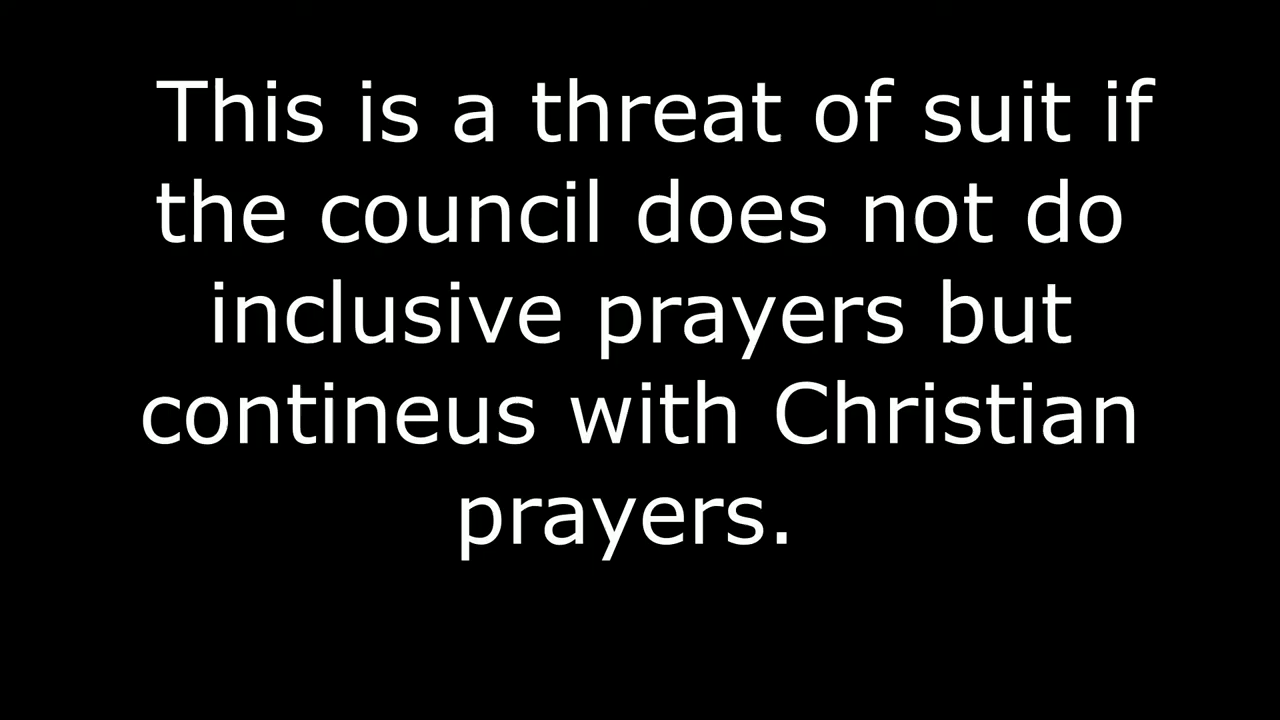 This is a threat of suit if
the council does not do
inclusive prayers but
contineus with Christian
prayers.